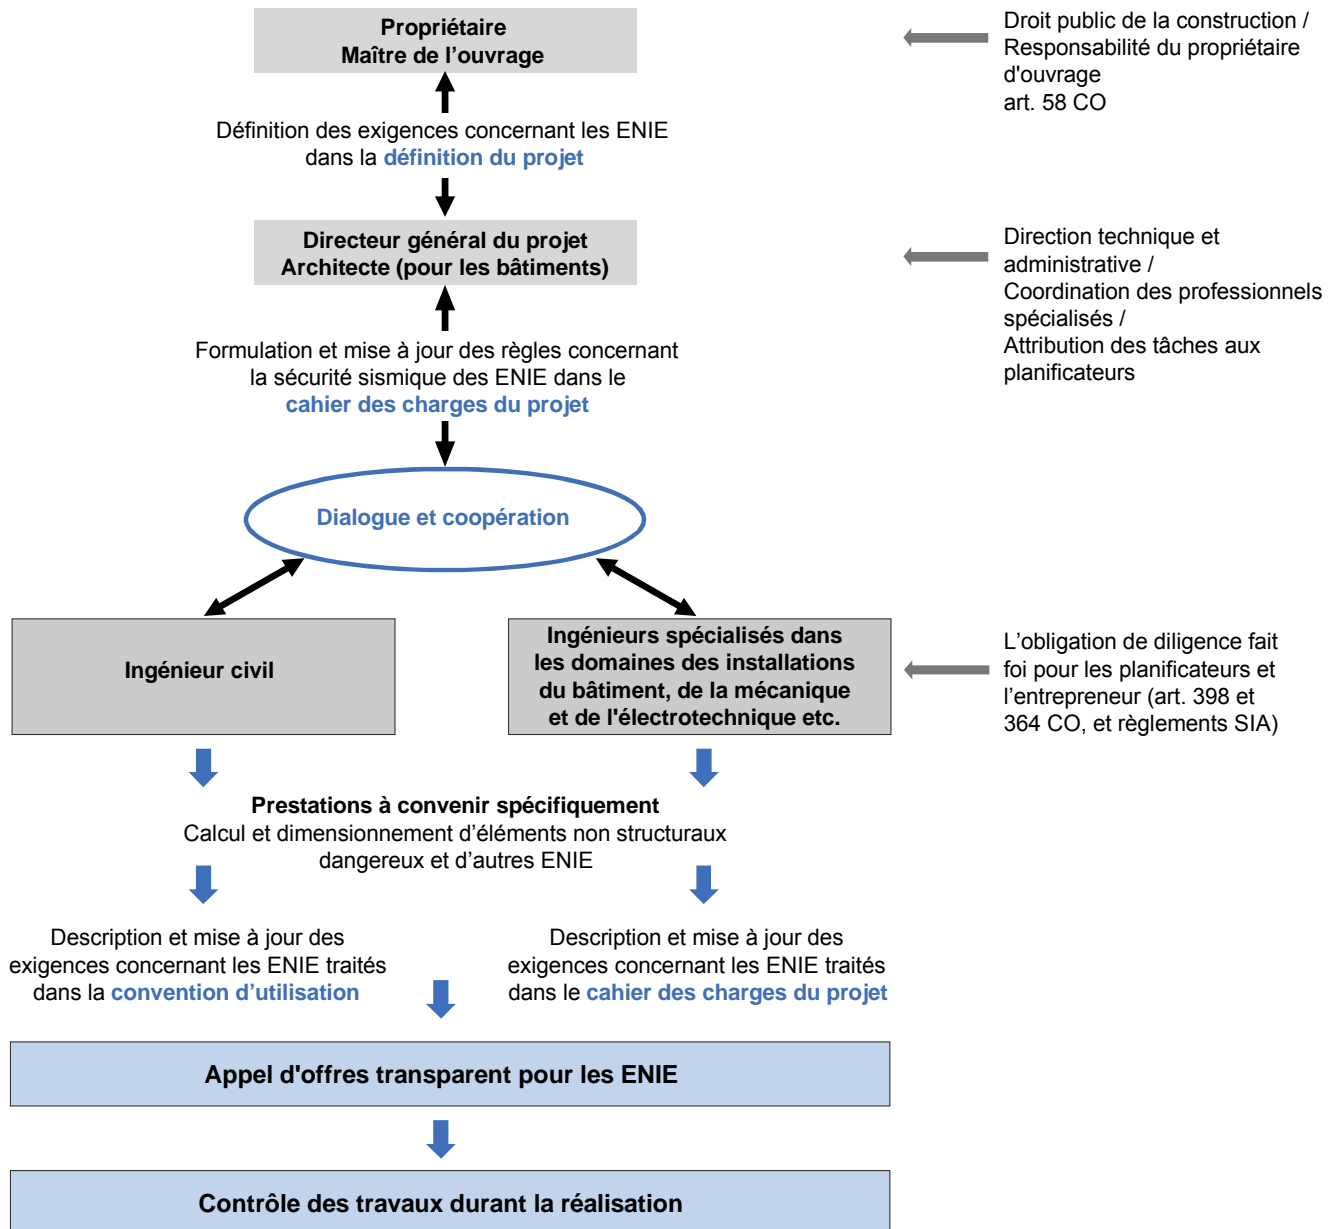 Propriétaire
Maître de l’ouvrage
Droit public de la construction /
Responsabilité du propriétaire
d'ouvrage
art. 58 CO
Définition des exigences concernant les ENIE
dans la définition du projet
Directeur général du projet
Architecte (pour les bâtiments)
Direction technique et
administrative /
Coordination des professionnels
spécialisés /
Attribution des tâches aux
planificateurs
Formulation et mise à jour des règles concernant
la sécurité sismique des ENIE dans le
cahier des charges du projet
Dialogue et coopération
Ingénieur civil
Ingénieurs spécialisés dans
les domaines des installations
du bâtiment, de la mécanique
et de l'électrotechnique etc.
L’obligation de diligence fait
foi pour les planificateurs et
l’entrepreneur (art. 398 et
364 CO, et règlements SIA)
Prestations à convenir spécifiquement
Calcul et dimensionnement d’éléments non structuraux
dangereux et d’autres ENIE
Description et mise à jour des
exigences concernant les ENIE traités
dans la convention d’utilisation
Description et mise à jour des
exigences concernant les ENIE traités
dans le cahier des charges du projet
Appel d'offres transparent pour les ENIE
Contrôle des travaux durant la réalisation